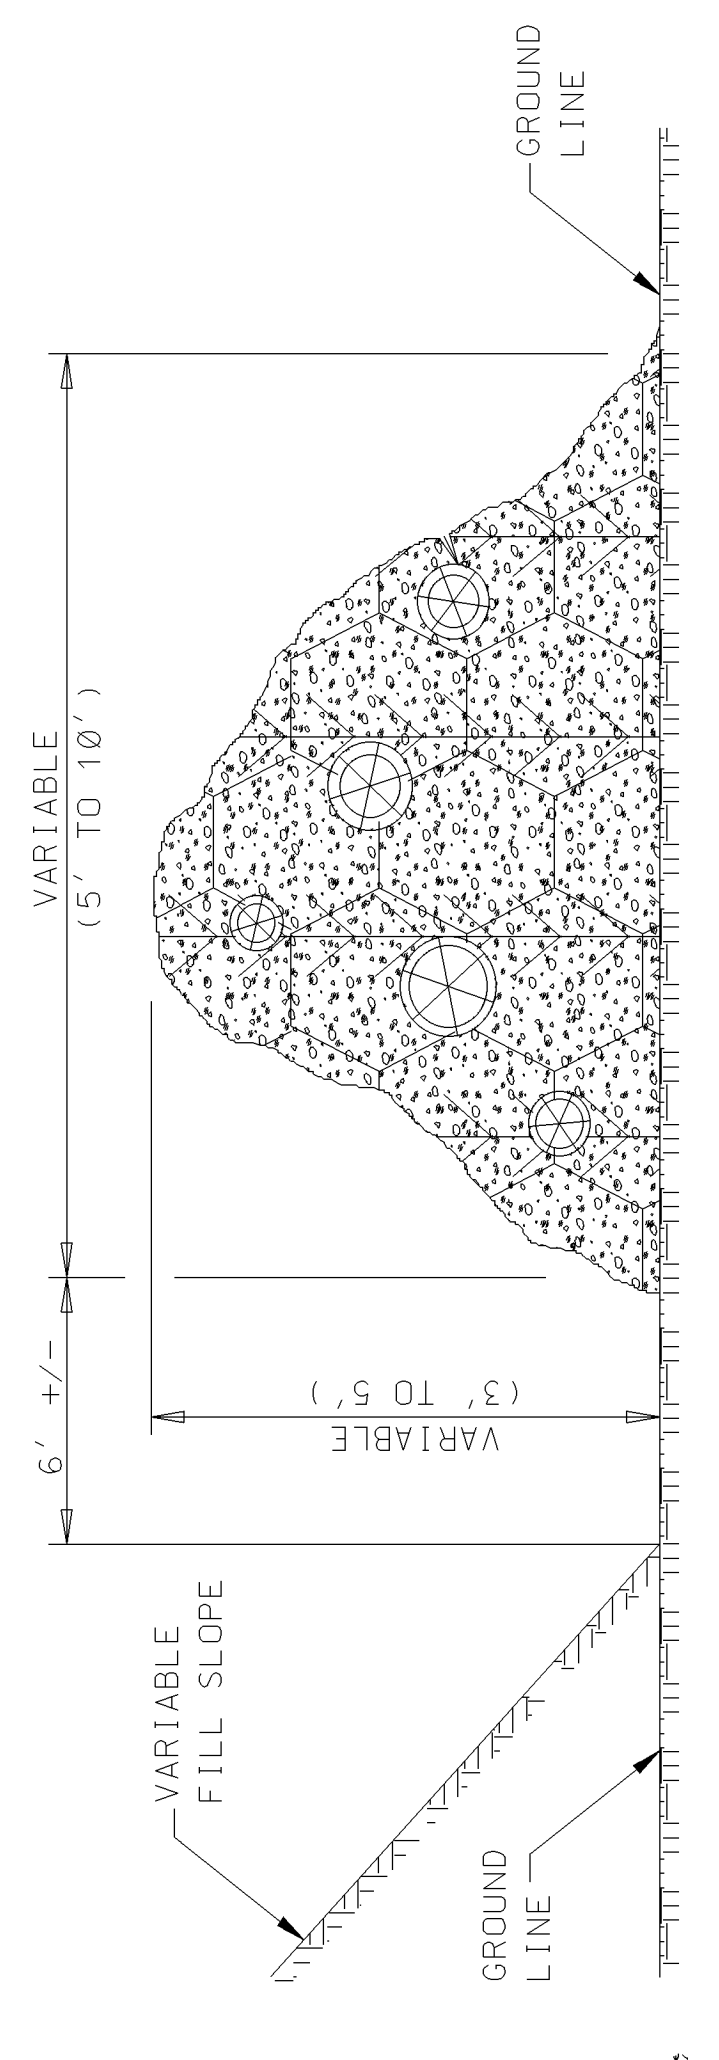 VARIABLE
FILL SLOPE
6' +/-
VARIABLE
(5' TO 10')
VARIABLE
(3' TO 5')
GROUND
LINE
GROUND
LINE